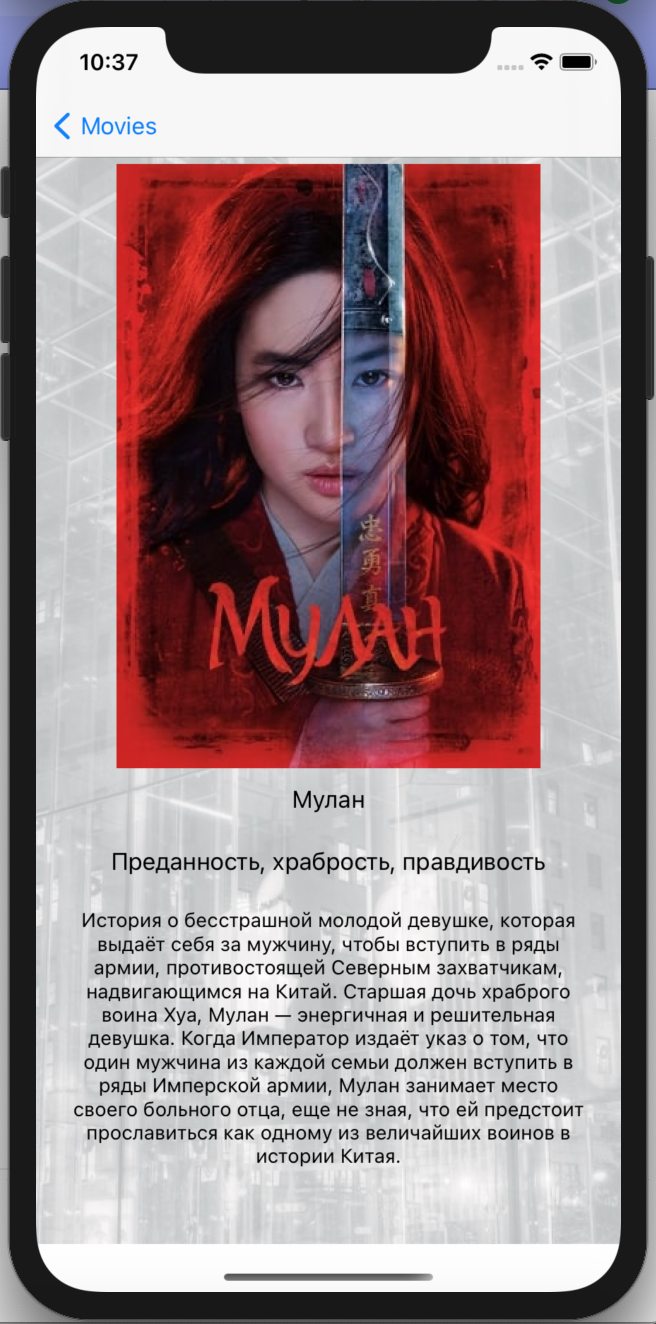 10:37
Movies
忠
勇
真
Мулан
Мулан
Преданность, храбрость, правдивость
История о бесстрашной молодой девушке, которая
выдаёт себя за мужчину, чтобы вступить в ряды
армии, противостоящей Северным захватчикам,
надвигающимся на Китай. Старшая дочь храброго
воина Хуа, Мулан — энергичная и решительная
девушка. Когда Император издаёт указ о том, что
один мужчина из каждой семьи должен вступить в
ряды Имперской армии, Мулан занимает место
своего больного отца, еще не зная, что ей предстоит
прославиться как одному из величайших воинов в
истории Китая.